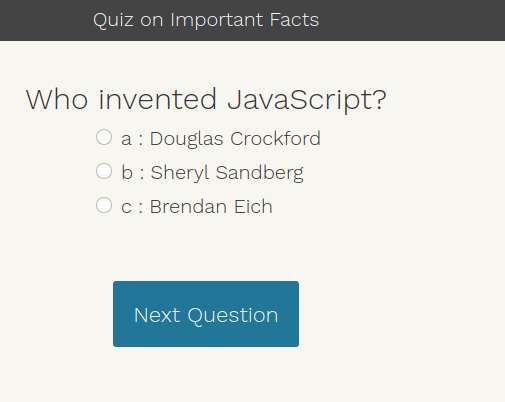 Quiz on Important Facts
Who invented JavaScript?
a : Douglas Crockford
b : Sheryl Sandberg
c : Brendan Eich
Next Question